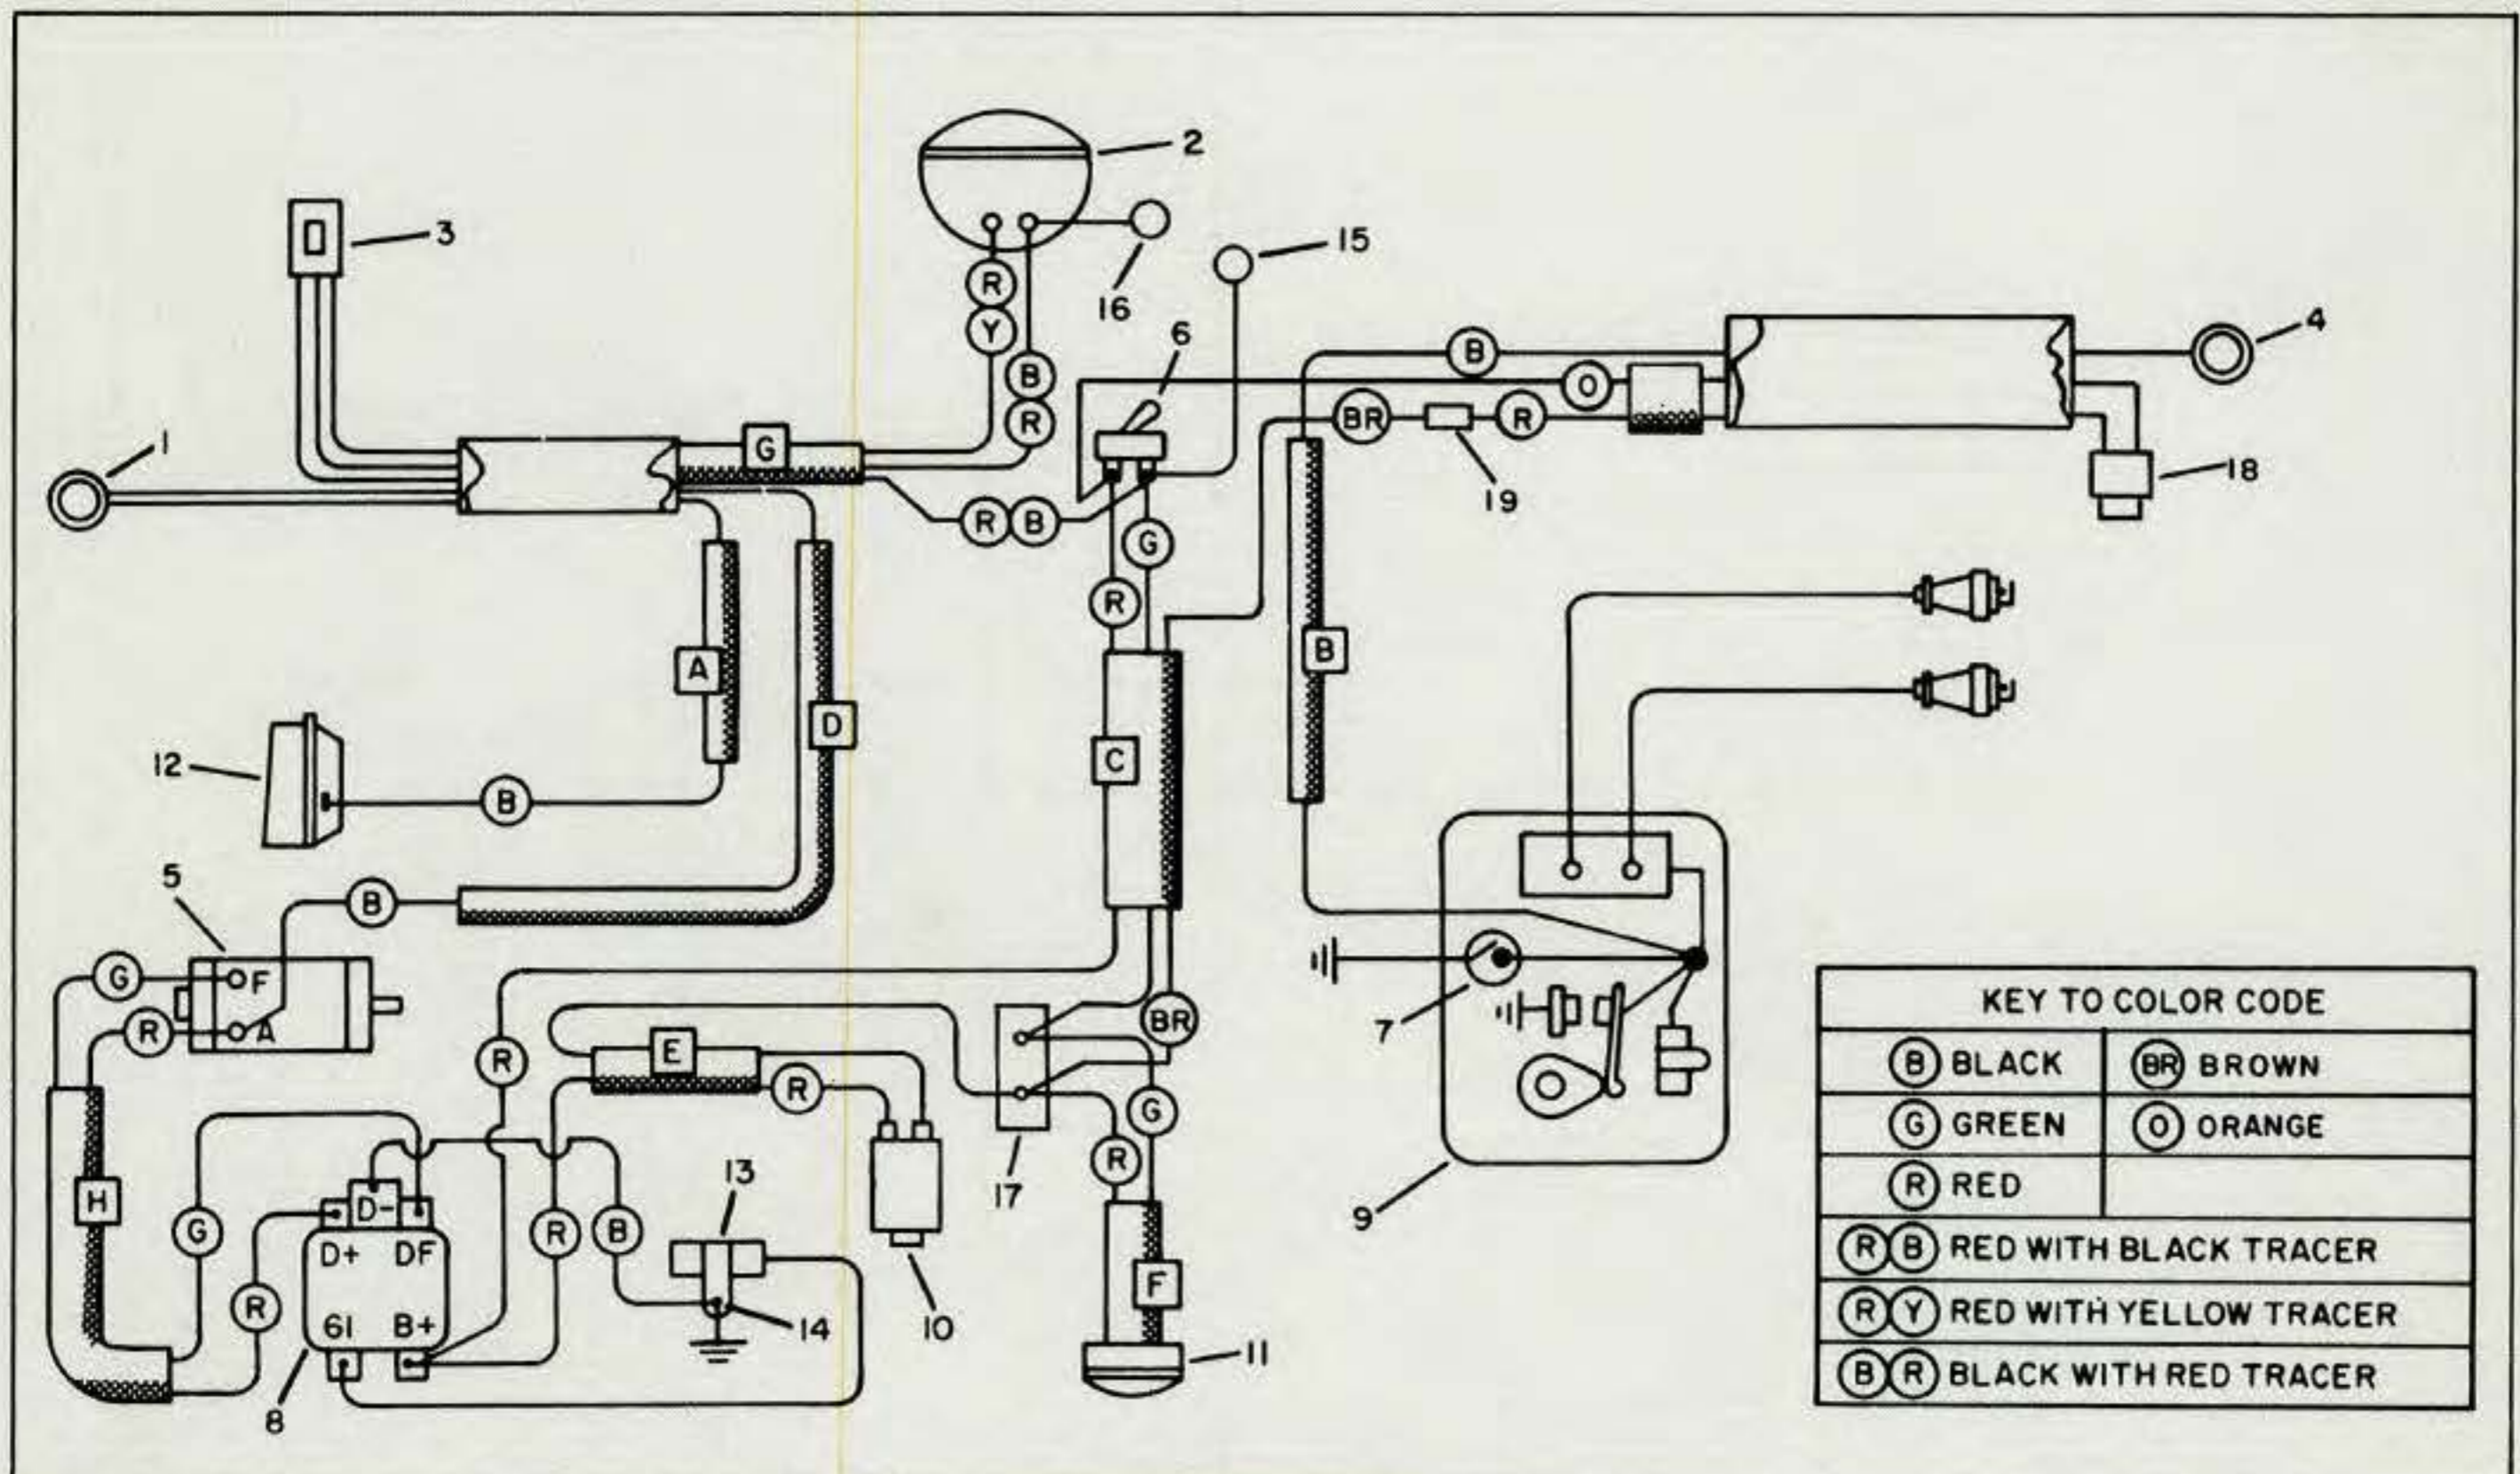 2
16
15
3
6
4
R
Y
B
R
B
O
BR
R
19
18
1
G
R B
G
R
A
D
B
C
12
B
5
B
G
F
R
A
E
R
BR
7
R
G
R
17
9
H
G
R
B
13
D-
D+ DF
61 B+
R
8
14
10
F
11
KEY TO COLOR CODE
B BLACK
BR BROWN
G GREEN
O ORANGE
R RED
R B RED WITH BLACK TRACER
R Y RED WITH YELLOW TRACER
B R BLACK WITH RED TRACER